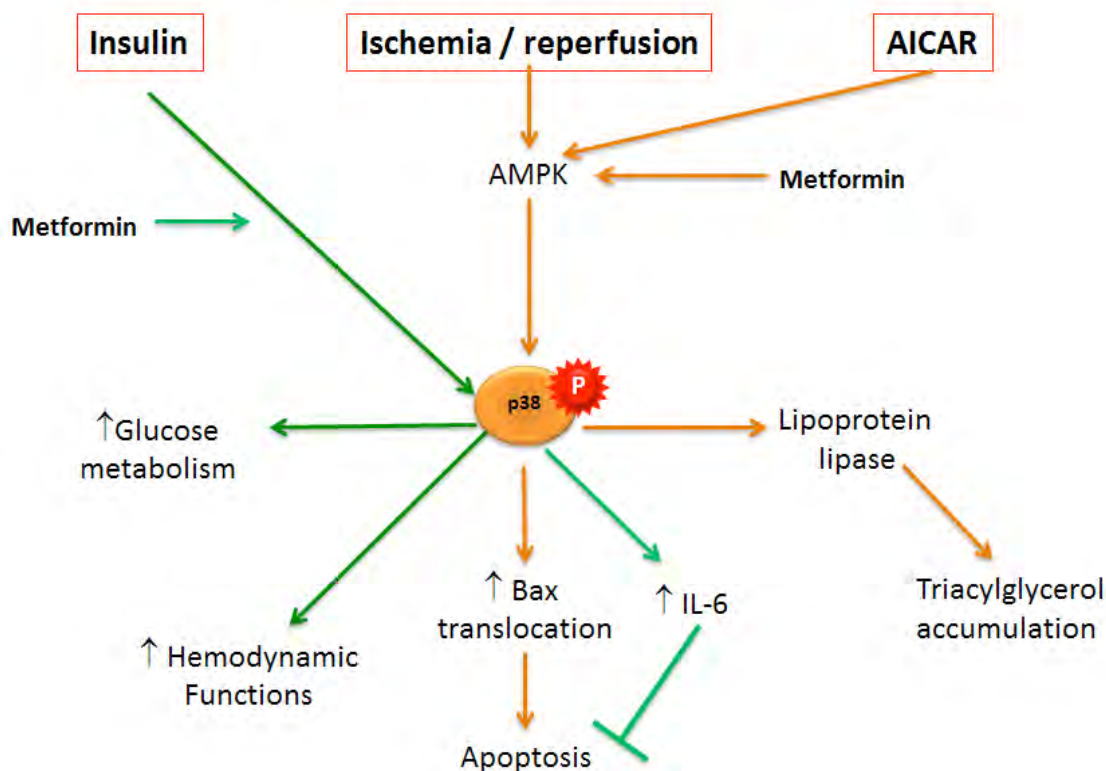 Insulin
Ischemia / reperfusion
AICAR
AMPK
Metformin
Metformin
P
p38
↑Glucose
metabolism
Lipoprotein
lipase
↑ Bax
translocation
↑ IL-6
Triacylglycerol
accumulation
↑ Hemodynamic
Functions
Apoptosis